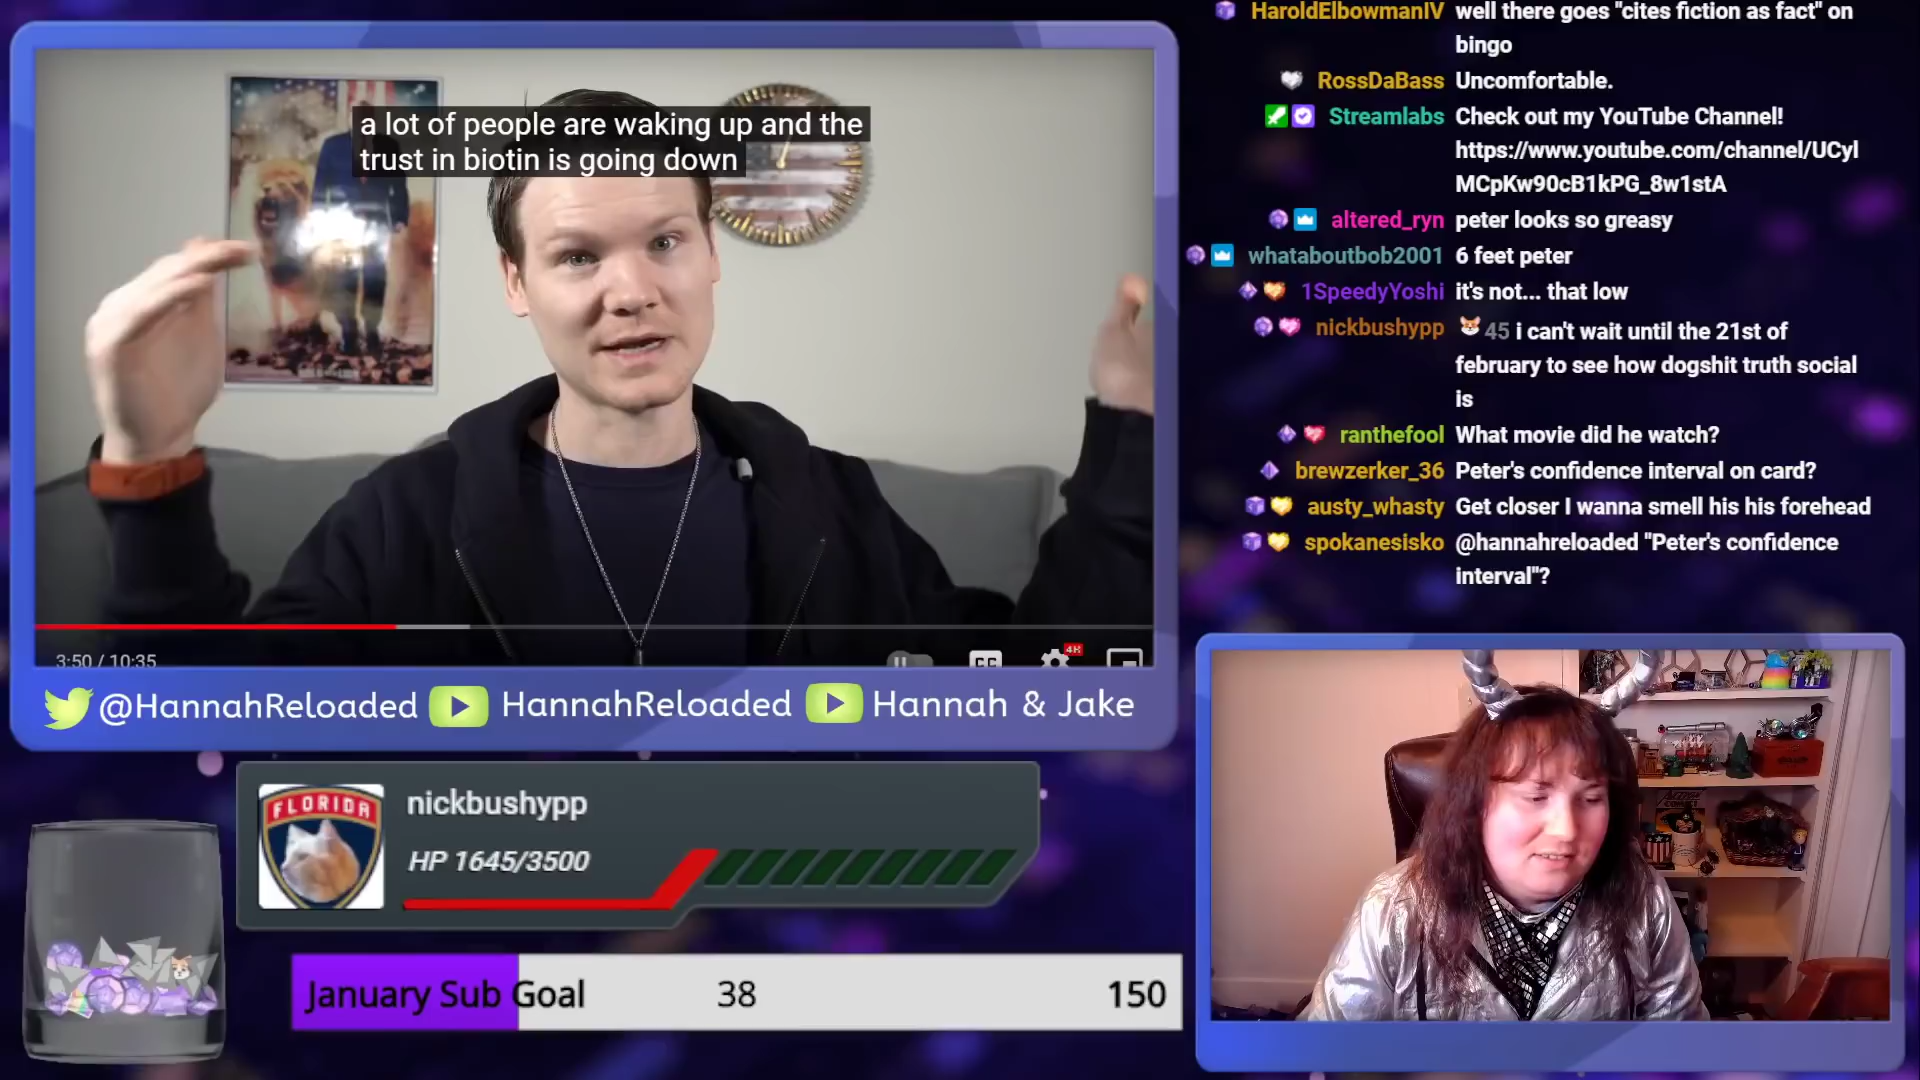 a lot of people are waking up and the
trust in biotin is going down
3:50 / 10:35
CC
4K
@HannahReloaded
HannahReloaded
Hannah & Jake
FLORIDA
nickbushypp
HP 1645/3500
January Sub Goal 38 150
HaroldElbowmanIV well there goes "cites fiction as fact" on
bingo
RossDaBass Uncomfortable.
Streamlabs Check out my YouTube Channel!
https://www.youtube.com/channel/UCyl
MCpKw90cB1kPG_8w1stA
altered_ryn peter looks so greasy
whataboutbob2001 6 feet peter
1SpeedyYoshi it's not... that low
nickbushypp 45 i can't wait until the 21st of
february to see how dogshit truth social
is
ranthefool What movie did he watch?
brewzerker_36 Peter's confidence interval on card?
austy_whasty Get closer I wanna smell his his forehead
spokanesisko @hannahreloaded "Peter's confidence
interval"?